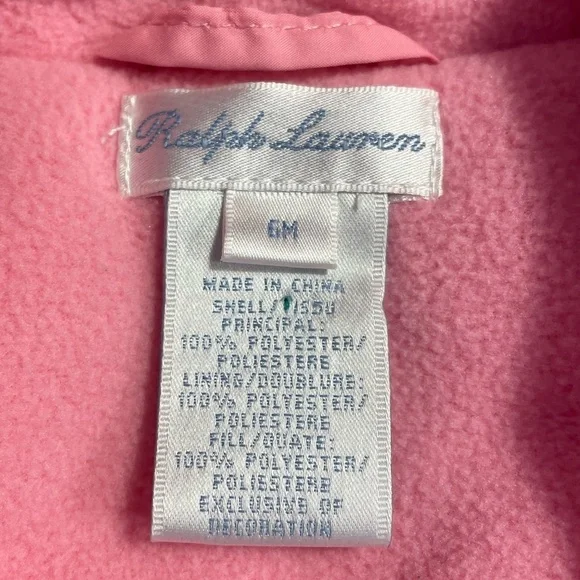 Ralph Lauren
6M
MADE IN CHINA
SHELL/TISSU
PRINCIPAL:
100% POLYESTER/
POLIESTERE
LINING/DOUBLURE:
100% POLYESTER/
POLIESTERE
FILL/OUATE:
100% POLYESTER/
POLIESTERE
EXCLUSIVE OF
DECORATION